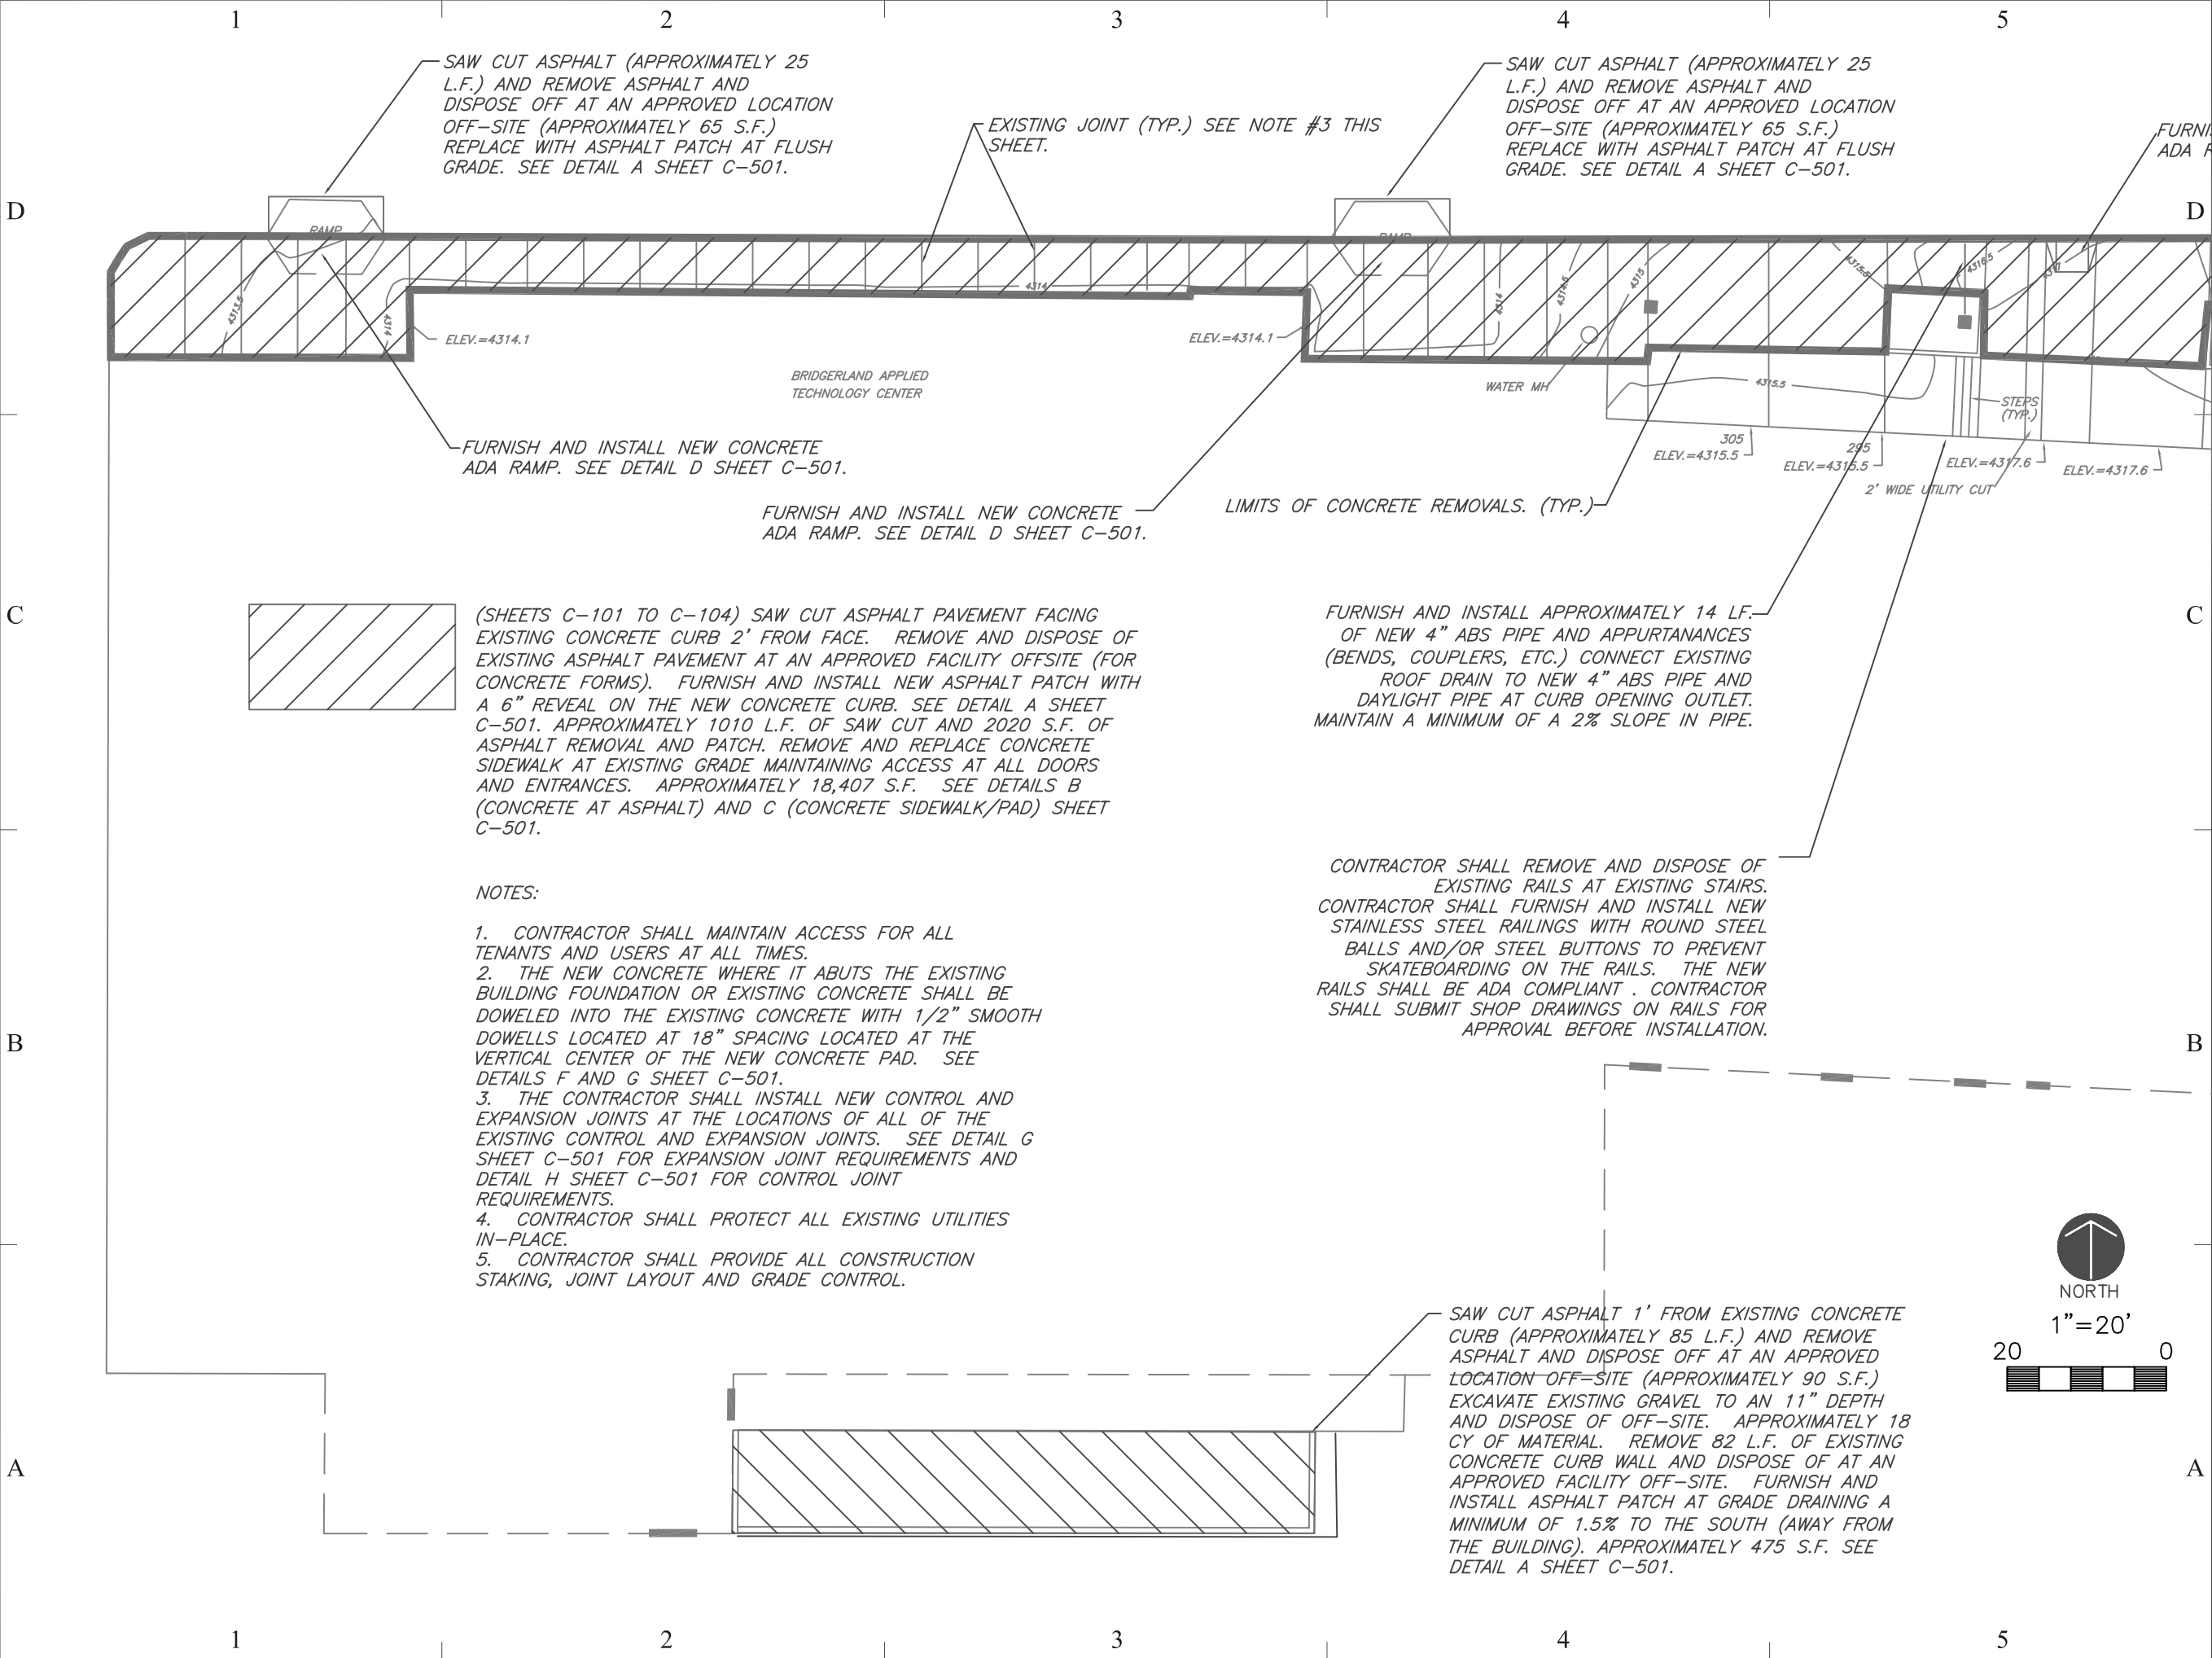 1 2 3 4 5
SAW CUT ASPHALT (APPROXIMATELY 25
L.F.) AND REMOVE ASPHALT AND
DISPOSE OFF AT AN APPROVED LOCATION
OFF-SITE (APPROXIMATELY 65 S.F.)
REPLACE WITH ASPHALT PATCH AT FLUSH
GRADE. SEE DETAIL A SHEET C-501.
EXISTING JOINT (TYP.) SEE NOTE #3 THIS
SHEET.
SAW CUT ASPHALT (APPROXIMATELY 25
L.F.) AND REMOVE ASPHALT AND
DISPOSE OFF AT AN APPROVED LOCATION
OFF-SITE (APPROXIMATELY 65 S.F.)
REPLACE WITH ASPHALT PATCH AT FLUSH
GRADE. SEE DETAIL A SHEET C-501.
FURNI
ADA R
D
D
RAMP
RAMP
4313.5
4314
4314
4314
4314.5
4315
4315.5
4316.5
ELEV.=4314.1
ELEV.=4314.1
BRIDGERLAND APPLIED
TECHNOLOGY CENTER
WATER MH
4315.5
STEPS
(TYP.)
305
ELEV.=4315.5
295
ELEV.=4315.5
ELEV.=4317.6
ELEV.=4317.6
2' WIDE UTILITY CUT
FURNISH AND INSTALL NEW CONCRETE
ADA RAMP. SEE DETAIL D SHEET C-501.
FURNISH AND INSTALL NEW CONCRETE
ADA RAMP. SEE DETAIL D SHEET C-501.
LIMITS OF CONCRETE REMOVALS. (TYP.)
C
C
(SHEETS C-101 TO C-104) SAW CUT ASPHALT PAVEMENT FACING
EXISTING CONCRETE CURB 2' FROM FACE. REMOVE AND DISPOSE OF
EXISTING ASPHALT PAVEMENT AT AN APPROVED FACILITY OFFSITE (FOR
CONCRETE FORMS). FURNISH AND INSTALL NEW ASPHALT PATCH WITH
A 6" REVEAL ON THE NEW CONCRETE CURB. SEE DETAIL A SHEET
C-501. APPROXIMATELY 1010 L.F. OF SAW CUT AND 2020 S.F. OF
ASPHALT REMOVAL AND PATCH. REMOVE AND REPLACE CONCRETE
SIDEWALK AT EXISTING GRADE MAINTAINING ACCESS AT ALL DOORS
AND ENTRANCES. APPROXIMATELY 18,407 S.F. SEE DETAILS B
(CONCRETE AT ASPHALT) AND C (CONCRETE SIDEWALK/PAD) SHEET
C-501.
FURNISH AND INSTALL APPROXIMATELY 14 LF.
OF NEW 4" ABS PIPE AND APPURTANANCES
(BENDS, COUPLERS, ETC.) CONNECT EXISTING
ROOF DRAIN TO NEW 4" ABS PIPE AND
DAYLIGHT PIPE AT CURB OPENING OUTLET.
MAINTAIN A MINIMUM OF A 2% SLOPE IN PIPE.
NOTES:
1. CONTRACTOR SHALL MAINTAIN ACCESS FOR ALL
TENANTS AND USERS AT ALL TIMES.
2. THE NEW CONCRETE WHERE IT ABUTS THE EXISTING
BUILDING FOUNDATION OR EXISTING CONCRETE SHALL BE
DOWELED INTO THE EXISTING CONCRETE WITH 1/2" SMOOTH
DOWELLS LOCATED AT 18" SPACING LOCATED AT THE
VERTICAL CENTER OF THE NEW CONCRETE PAD. SEE
DETAILS F AND G SHEET C-501.
3. THE CONTRACTOR SHALL INSTALL NEW CONTROL AND
EXPANSION JOINTS AT THE LOCATIONS OF ALL OF THE
EXISTING CONTROL AND EXPANSION JOINTS. SEE DETAIL G
SHEET C-501 FOR EXPANSION JOINT REQUIREMENTS AND
DETAIL H SHEET C-501 FOR CONTROL JOINT
REQUIREMENTS.
4. CONTRACTOR SHALL PROTECT ALL EXISTING UTILITIES
IN-PLACE.
5. CONTRACTOR SHALL PROVIDE ALL CONSTRUCTION
STAKING, JOINT LAYOUT AND GRADE CONTROL.
CONTRACTOR SHALL REMOVE AND DISPOSE OF
EXISTING RAILS AT EXISTING STAIRS.
CONTRACTOR SHALL FURNISH AND INSTALL NEW
STAINLESS STEEL RAILINGS WITH ROUND STEEL
BALLS AND/OR STEEL BUTTONS TO PREVENT
SKATEBOARDING ON THE RAILS. THE NEW
RAILS SHALL BE ADA COMPLIANT . CONTRACTOR
SHALL SUBMIT SHOP DRAWINGS ON RAILS FOR
APPROVAL BEFORE INSTALLATION.
B
B
NORTH
1"=20'
20 0
SAW CUT ASPHALT 1' FROM EXISTING CONCRETE
CURB (APPROXIMATELY 85 L.F.) AND REMOVE
ASPHALT AND DISPOSE OFF AT AN APPROVED
LOCATION OFF-SITE (APPROXIMATELY 90 S.F.)
EXCAVATE EXISTING GRAVEL TO AN 11" DEPTH
AND DISPOSE OF OFF-SITE. APPROXIMATELY 18
CY OF MATERIAL. REMOVE 82 L.F. OF EXISTING
CONCRETE CURB WALL AND DISPOSE OF AT AN
APPROVED FACILITY OFF-SITE. FURNISH AND
INSTALL ASPHALT PATCH AT GRADE DRAINING A
MINIMUM OF 1.5% TO THE SOUTH (AWAY FROM
THE BUILDING). APPROXIMATELY 475 S.F. SEE
DETAIL A SHEET C-501.
A
A
1 2 3 4 5